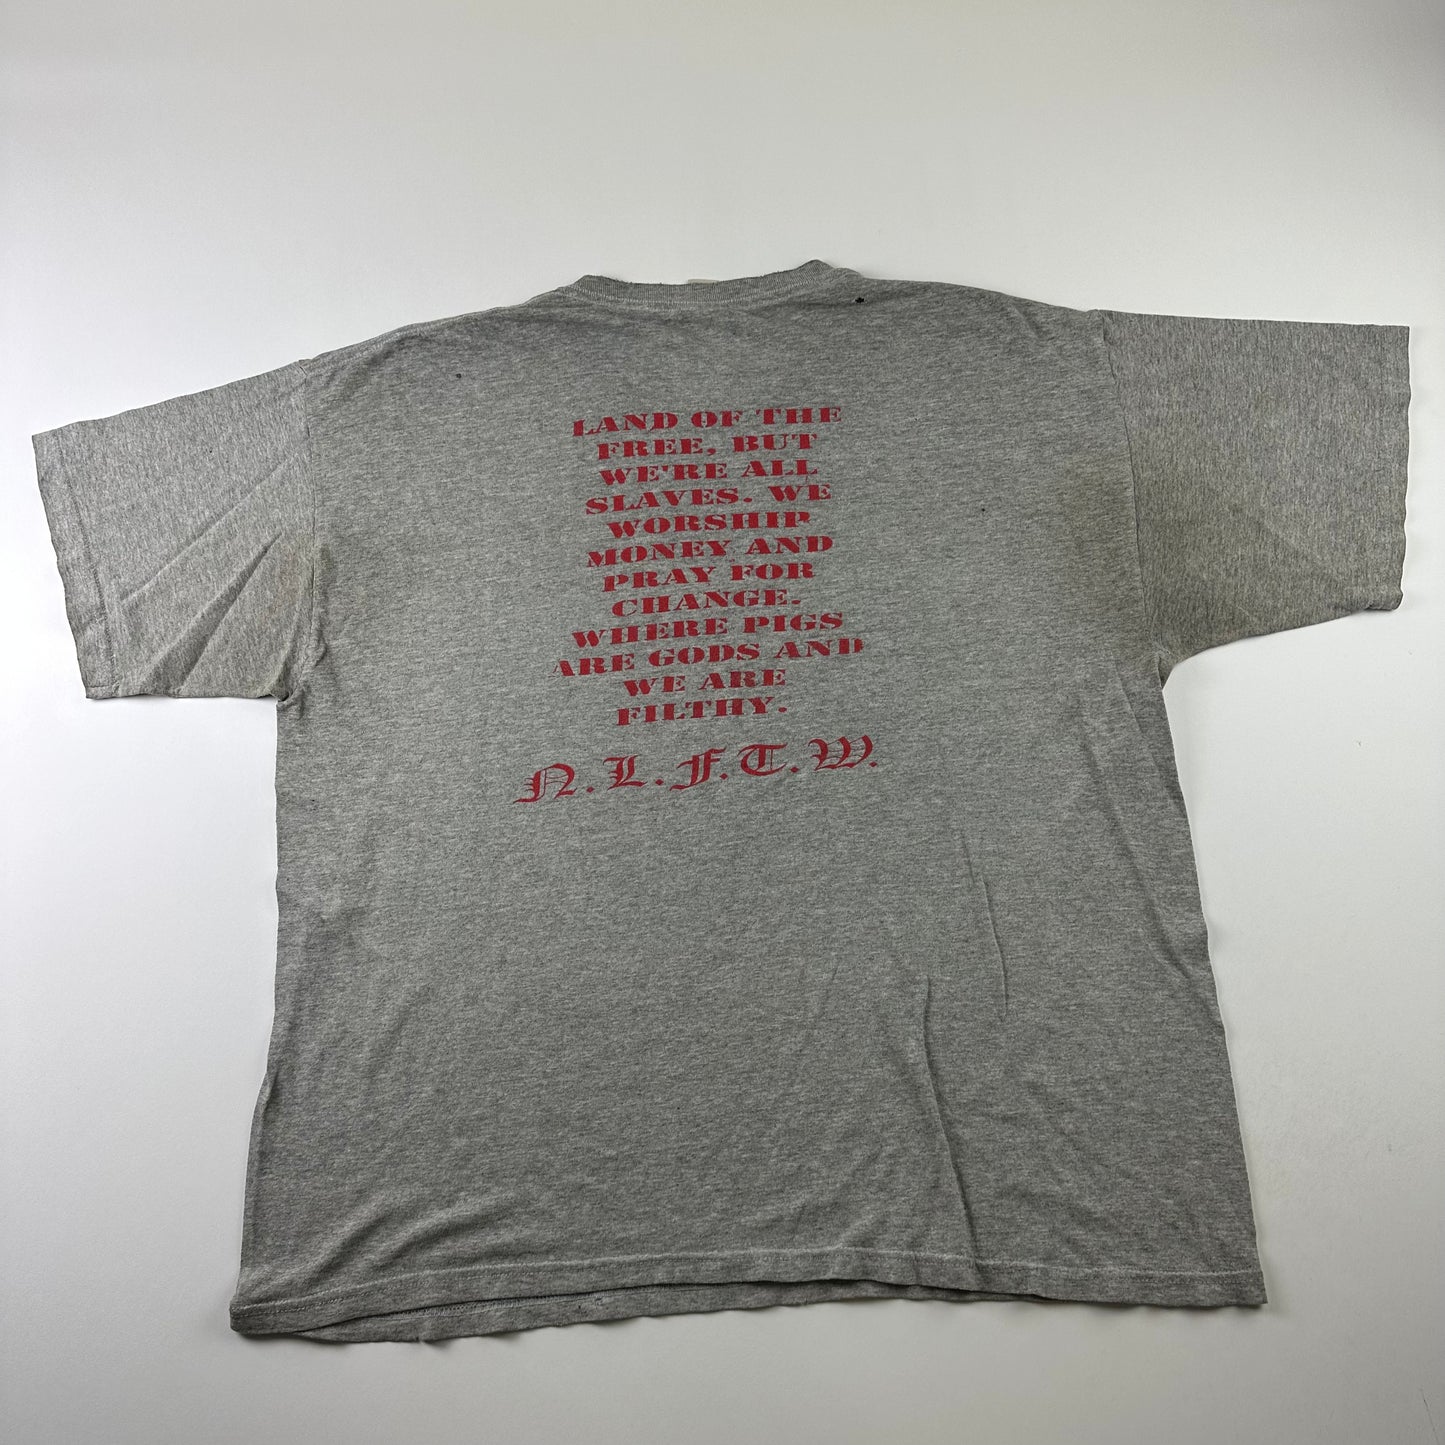 LAND OF THE
FREE, BUT
WE'RE ALL
SLAVES. WE
WORSHIP
MONEY AND
PRAY FOR
CHANGE.
WHERE PIGS
ARE GODS AND
WE ARE
FILTHY.
N.L.F.T.W.